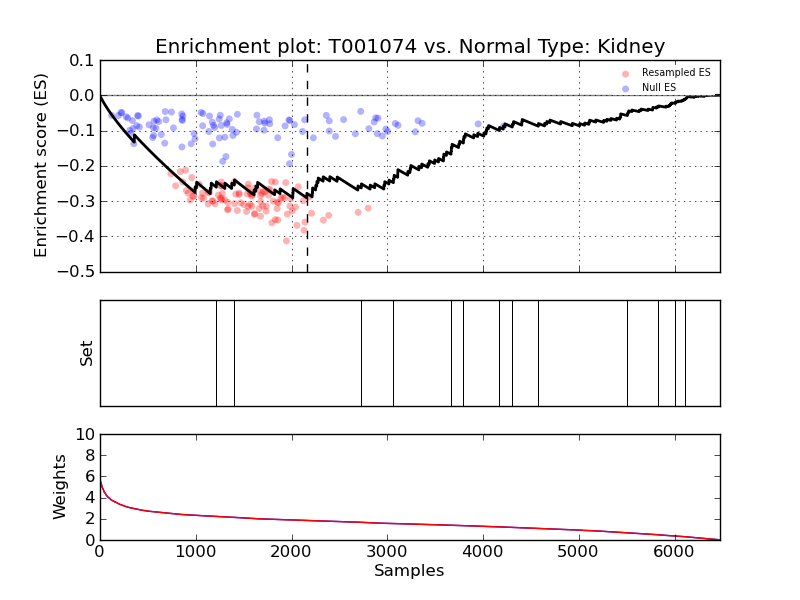 Enrichment plot: T001074 vs. Normal Type: Kidney
Enrichment score (ES)
0.1
0.0
−0.1
−0.2
−0.3
−0.4
−0.5
Resampled ES
Null ES
Set
Weights
10
8
6
4
2
0
0 1000 2000 3000 4000 5000 6000
Samples